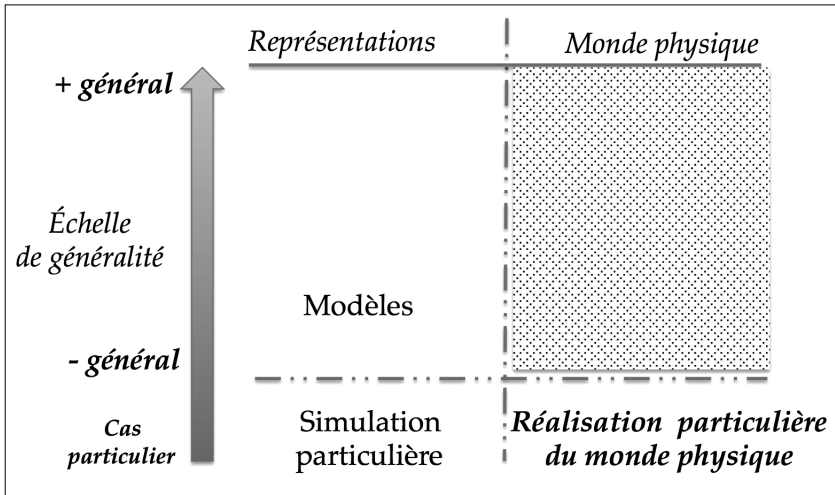 Représentations
Monde physique
+ général
Échelle
de généralité
Modèles
- général
Cas
particulier
Simulation
particulière
Réalisation particulière
du monde physique